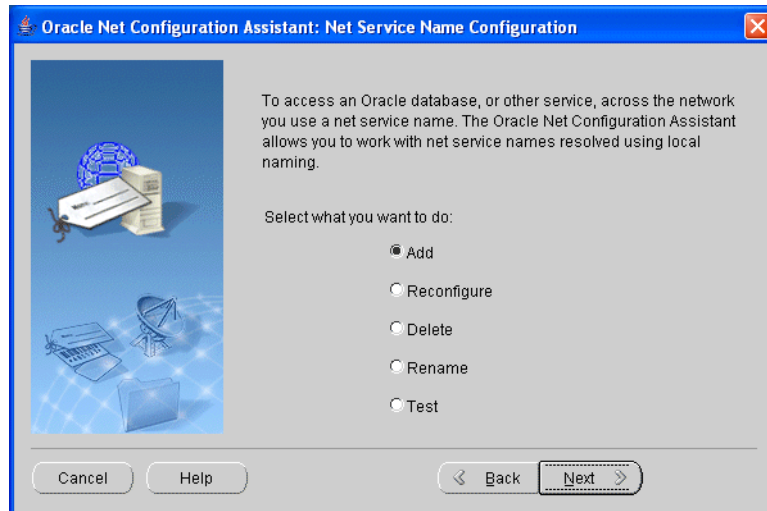 Oracle Net Configuration Assistant: Net Service Name Configuration
To access an Oracle database, or other service, across the network
you use a net service name. The Oracle Net Configuration Assistant
allows you to work with net service names resolved using local
naming.
Select what you want to do:
Add
Reconfigure
Delete
Rename
Test
Cancel
Help
Back
Next